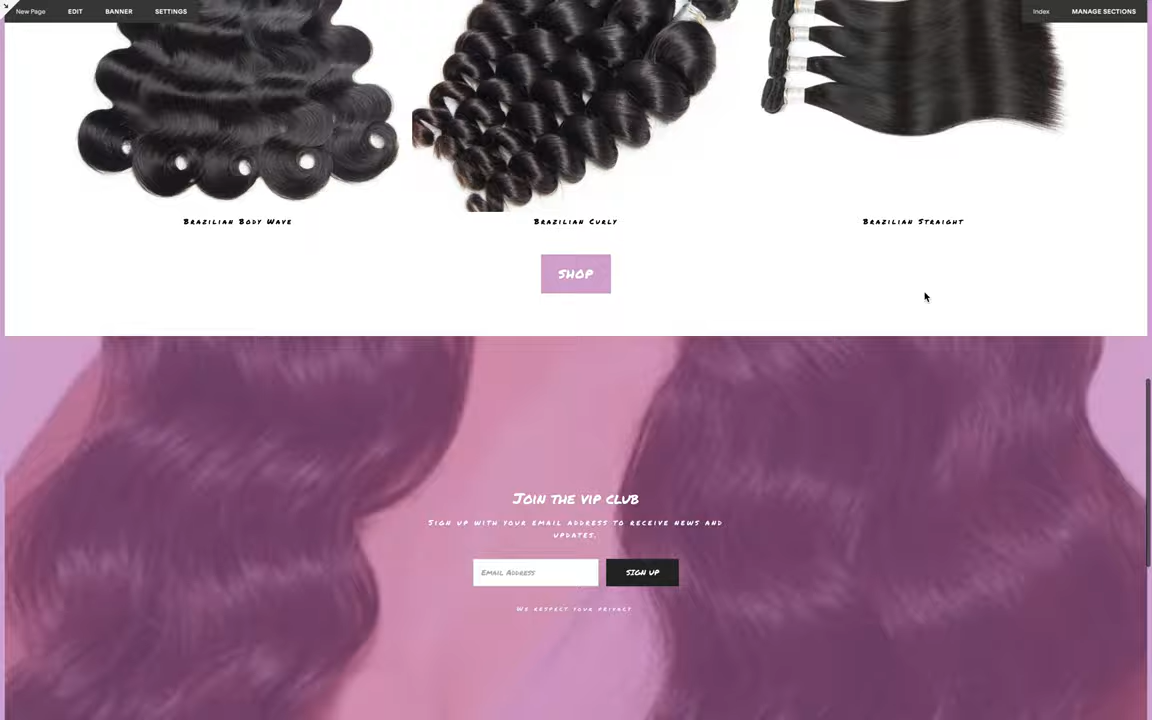 New Page EDIT BANNER SETTINGS Index MANAGE SECTIONS
Brazilian Body Wave Brazilian Curly Brazilian Straight
SHOP
Join the vip club
Sign up with your email address to receive news and
updates.
Email Address SIGN UP
We respect your privacy